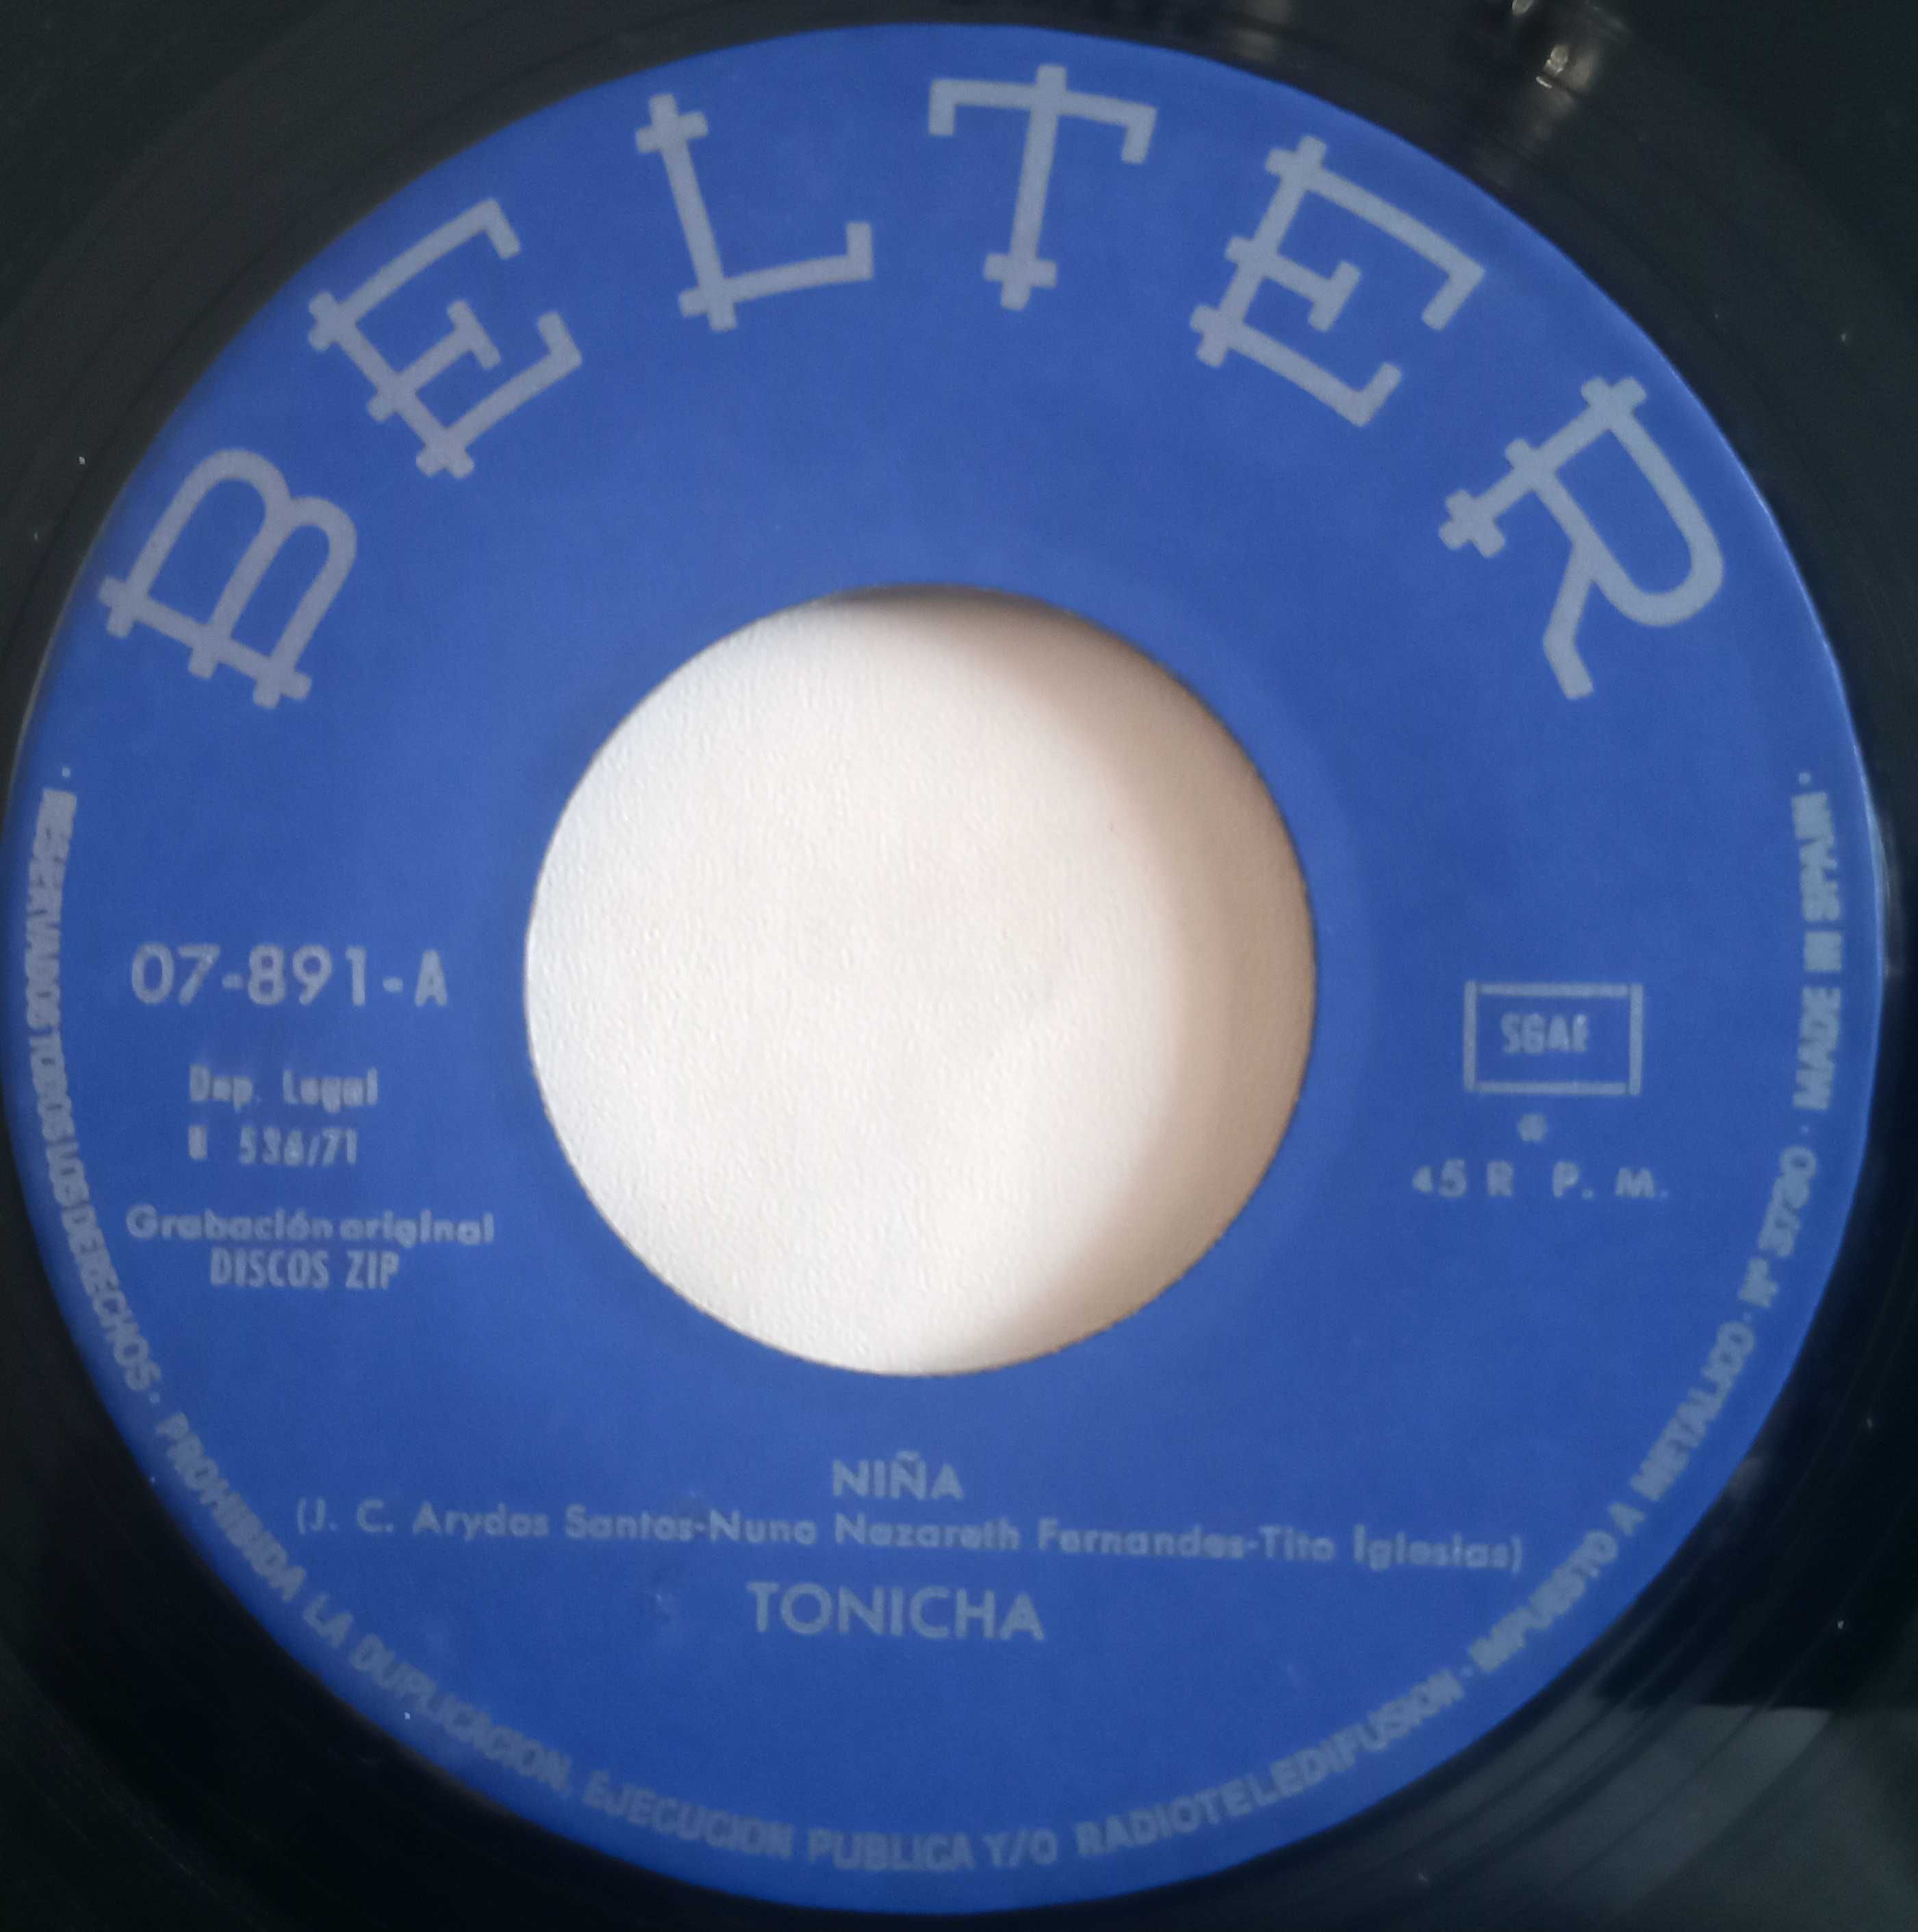 BELTER
07-891-A
Dep. Legal
B 536/71
Grabación original
DISCOS ZIP
SGAE
45 R. P. M.
NIÑA
(J. C. Arydos Santos-Nuno Nazareth Fernandes-Tito Iglesias)
TONICHA
· RESERVADOS TODOS LOS DERECHOS · PROHIBIDA LA DUPLICACION, EJECUCION PUBLICA Y/O RADIOTELEDIFUSION · IMPUESTO A METALICO · Nº 3780 · MADE IN SPAIN ·